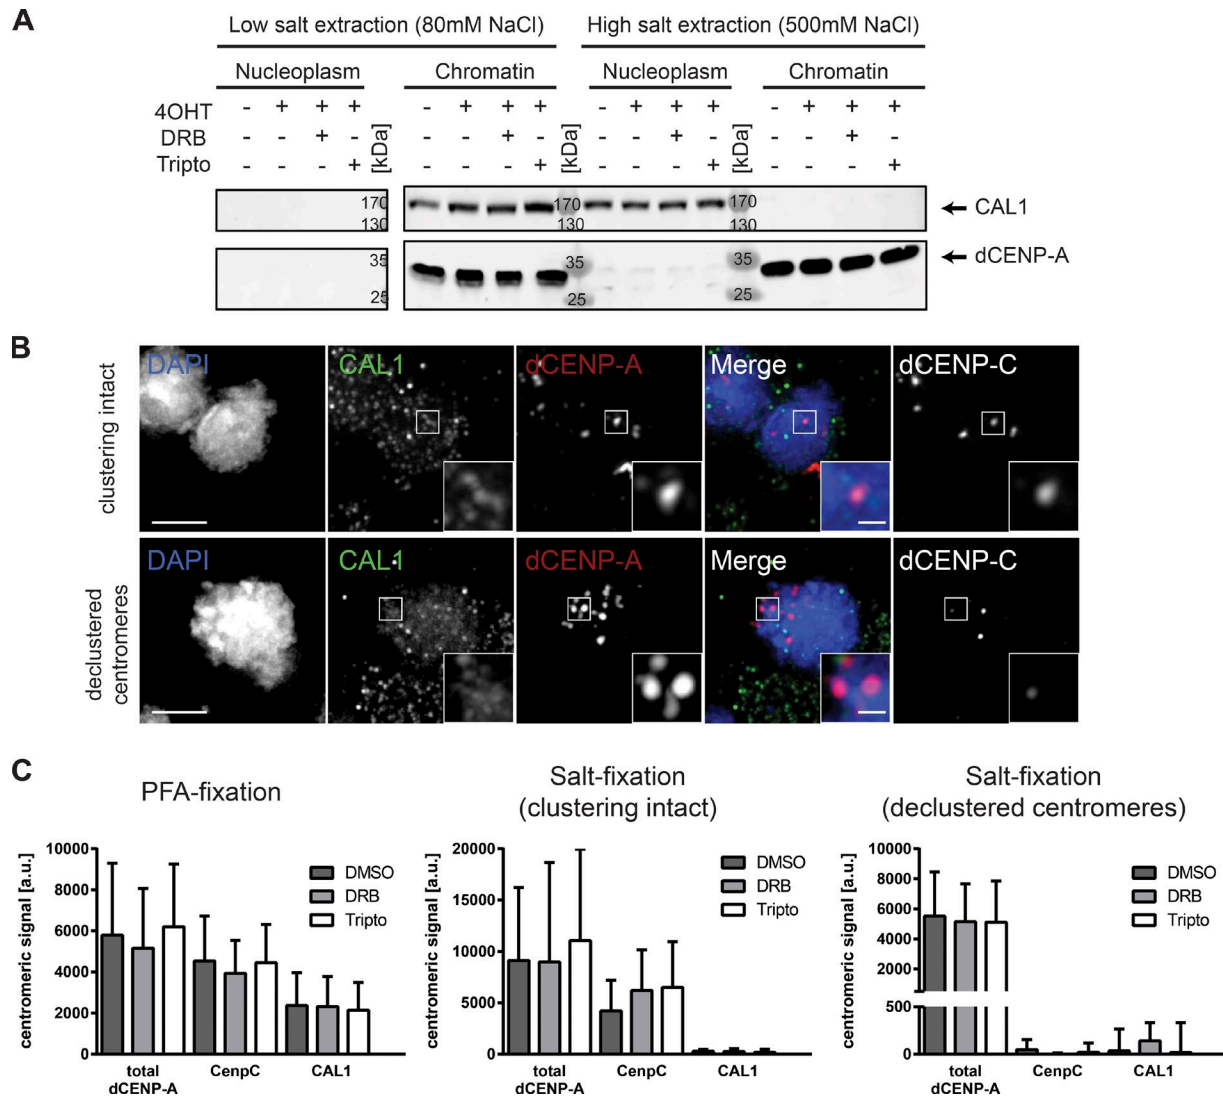 A
Low salt extraction (80mM NaCl) High salt extraction (500mM NaCl)
Nucleoplasm Chromatin Nucleoplasm Chromatin
4OHT - + + + - + + + - + + + - + + +
DRB - - + - - - + - - - + - - - + -
Tripto - - - + - - - + - - - + - - - +
[kDa] [kDa] [kDa]
170 170 170
130 130 130
CAL1
35 35 35
25 25 25
dCENP-A
B
clustering intact
DAPI CAL1 dCENP-A Merge dCENP-C
declustered
centromeres
DAPI CAL1 dCENP-A Merge dCENP-C
C
PFA-fixation
centromeric signal [a.u.]
10000
8000
6000
4000
2000
0
DMSO
DRB
Tripto
total
dCENP-A
CenpC
CAL1
Salt-fixation
(clustering intact)
centromeric signal [a.u.]
20000
15000
10000
5000
0
DMSO
DRB
Tripto
total
dCENP-A
CenpC
CAL1
Salt-fixation
(declustered centromeres)
centromeric signal [a.u.]
10000
8000
6000
4000
2000
500
0
DMSO
DRB
Tripto
total
dCENP-A
CenpC
CAL1